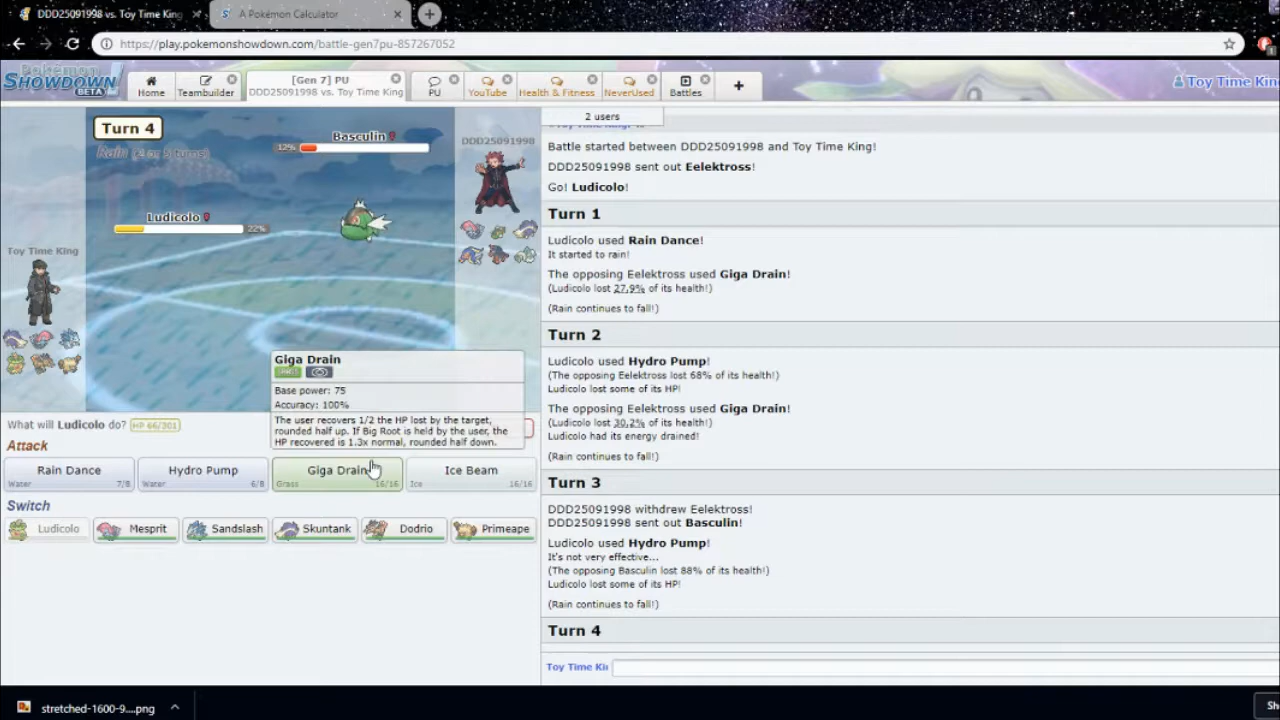 DDD25091998 vs. Toy Time King
A Pokémon Calculator
https://play.pokemonshowdown.com/battle-gen7pu-857267052
Pokémon
SHOWDOWN
BETA
Home
Teambuilder
[Gen 7] PU
DDD25091998 vs. Toy Time King
PU
YouTube
Health & Fitness
NeverUsed
Battles
Toy Time King
2 users
Turn 4
Basculin
12%
Ludicolo
22%
DDD25091998
Toy Time King
Battle started between DDD25091998 and Toy Time King!
DDD25091998 sent out Eelektross!
Go! Ludicolo!
Turn 1
Ludicolo used Rain Dance!
It started to rain!
The opposing Eelektross used Giga Drain!
(Ludicolo lost 27.9% of its health!)
(Rain continues to fall!)
Turn 2
Ludicolo used Hydro Pump!
(The opposing Eelektross lost 68% of its health!)
Ludicolo lost some of its HP!
The opposing Eelektross used Giga Drain!
(Ludicolo lost 30.2% of its health!)
Ludicolo had its energy drained!
(Rain continues to fall!)
Turn 3
DDD25091998 withdrew Eelektross!
DDD25091998 sent out Basculin!
Ludicolo used Hydro Pump!
It's not very effective...
(The opposing Basculin lost 88% of its health!)
Ludicolo lost some of its HP!
(Rain continues to fall!)
Turn 4
Toy Time Ki
Giga Drain
Base power: 75
Accuracy: 100%
The user recovers 1/2 the HP lost by the target,
rounded half up. If Big Root is held by the user, the
HP recovered is 1.3x normal, rounded half down.
What will Ludicolo do? HP 66/301
Attack
Rain Dance
Water 7/8
Hydro Pump
Water 6/8
Giga Drain
Grass 16/16
Ice Beam
Ice 16/16
Switch
Ludicolo
Mesprit
Sandslash
Skuntank
Dodrio
Primeape
stretched-1600-9....png
Sh